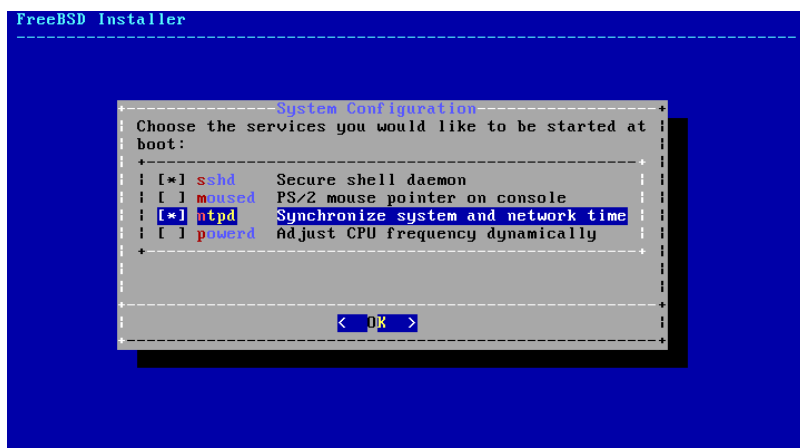 FreeBSD Installer
System Configuration
Choose the services you would like to be started at
boot:
[*] sshd Secure shell daemon
[ ] moused PS/2 mouse pointer on console
[*] ntpd Synchronize system and network time
[ ] powerd Adjust CPU frequency dynamically
< OK >